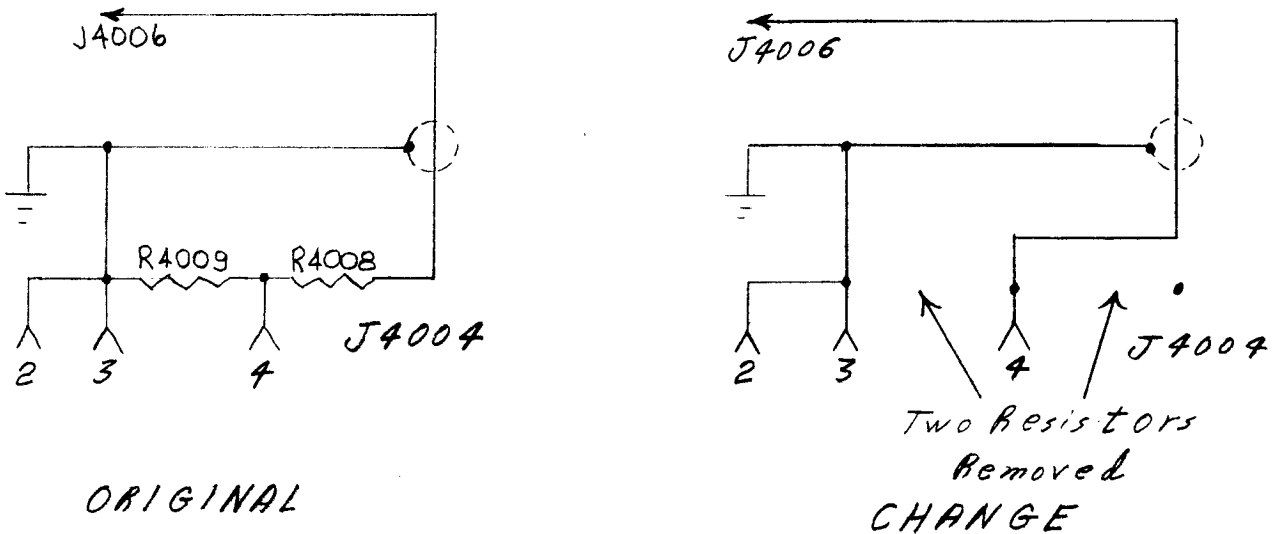 J4006
R4009 R4008
J4004
2 3 4
ORIGINAL
J4006
J4004
2 3 4
Two Resistors
Removed
CHANGE